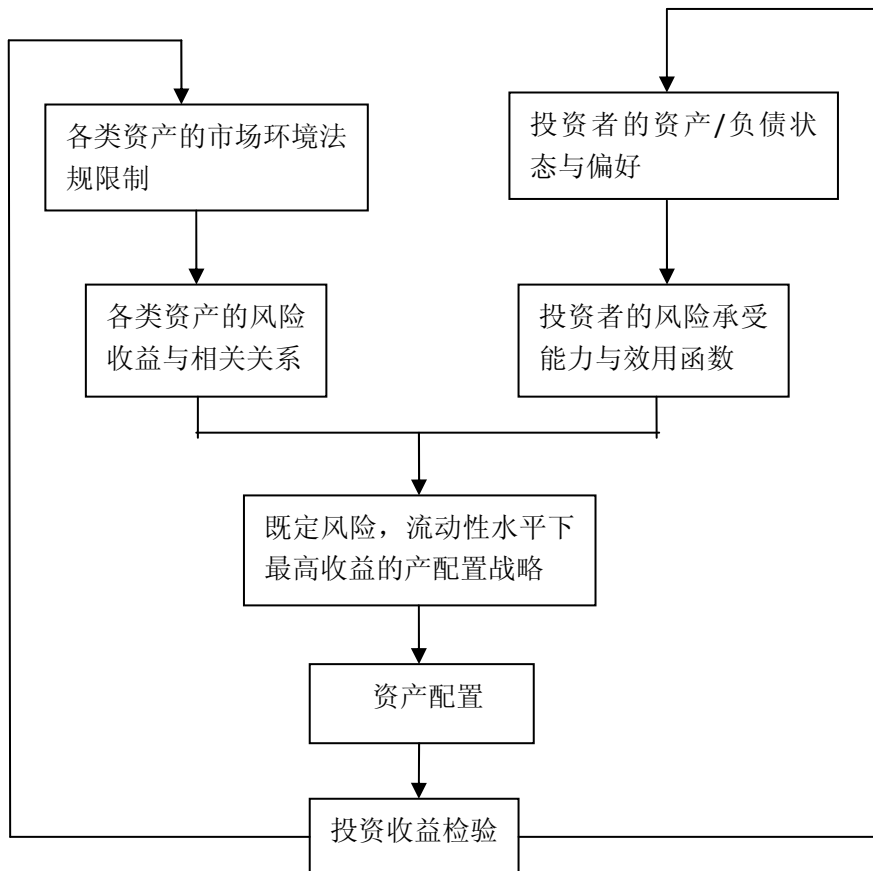 各类资产的市场环境法
规限制
投资者的资产/负债状
态与偏好
各类资产的风险
收益与相关关系
投资者的风险承受
能力与效用函数
既定风险，流动性水平下
最高收益的产配置战略
资产配置
投资收益检验